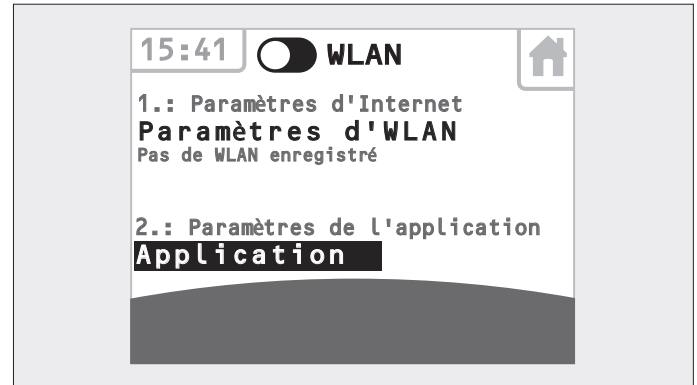 15:41 WLAN
1.: Paramètres d'Internet
Paramètres d'WLAN
Pas de WLAN enregistré
2.: Paramètres de l'application
Application